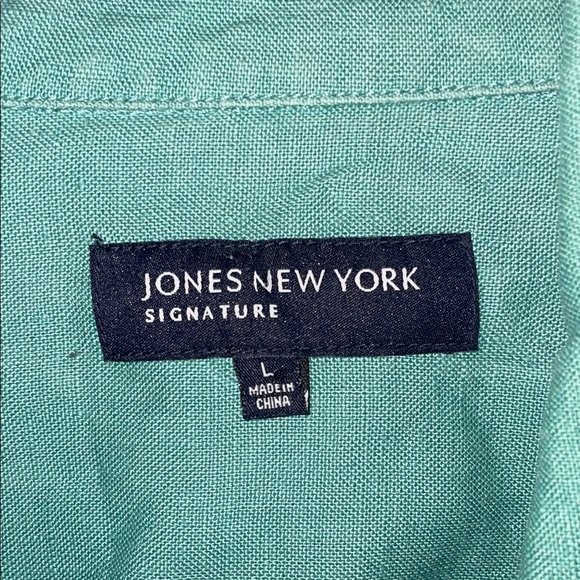 JONES NEW YORK
SIGNATURE
L
MADE IN
CHINA